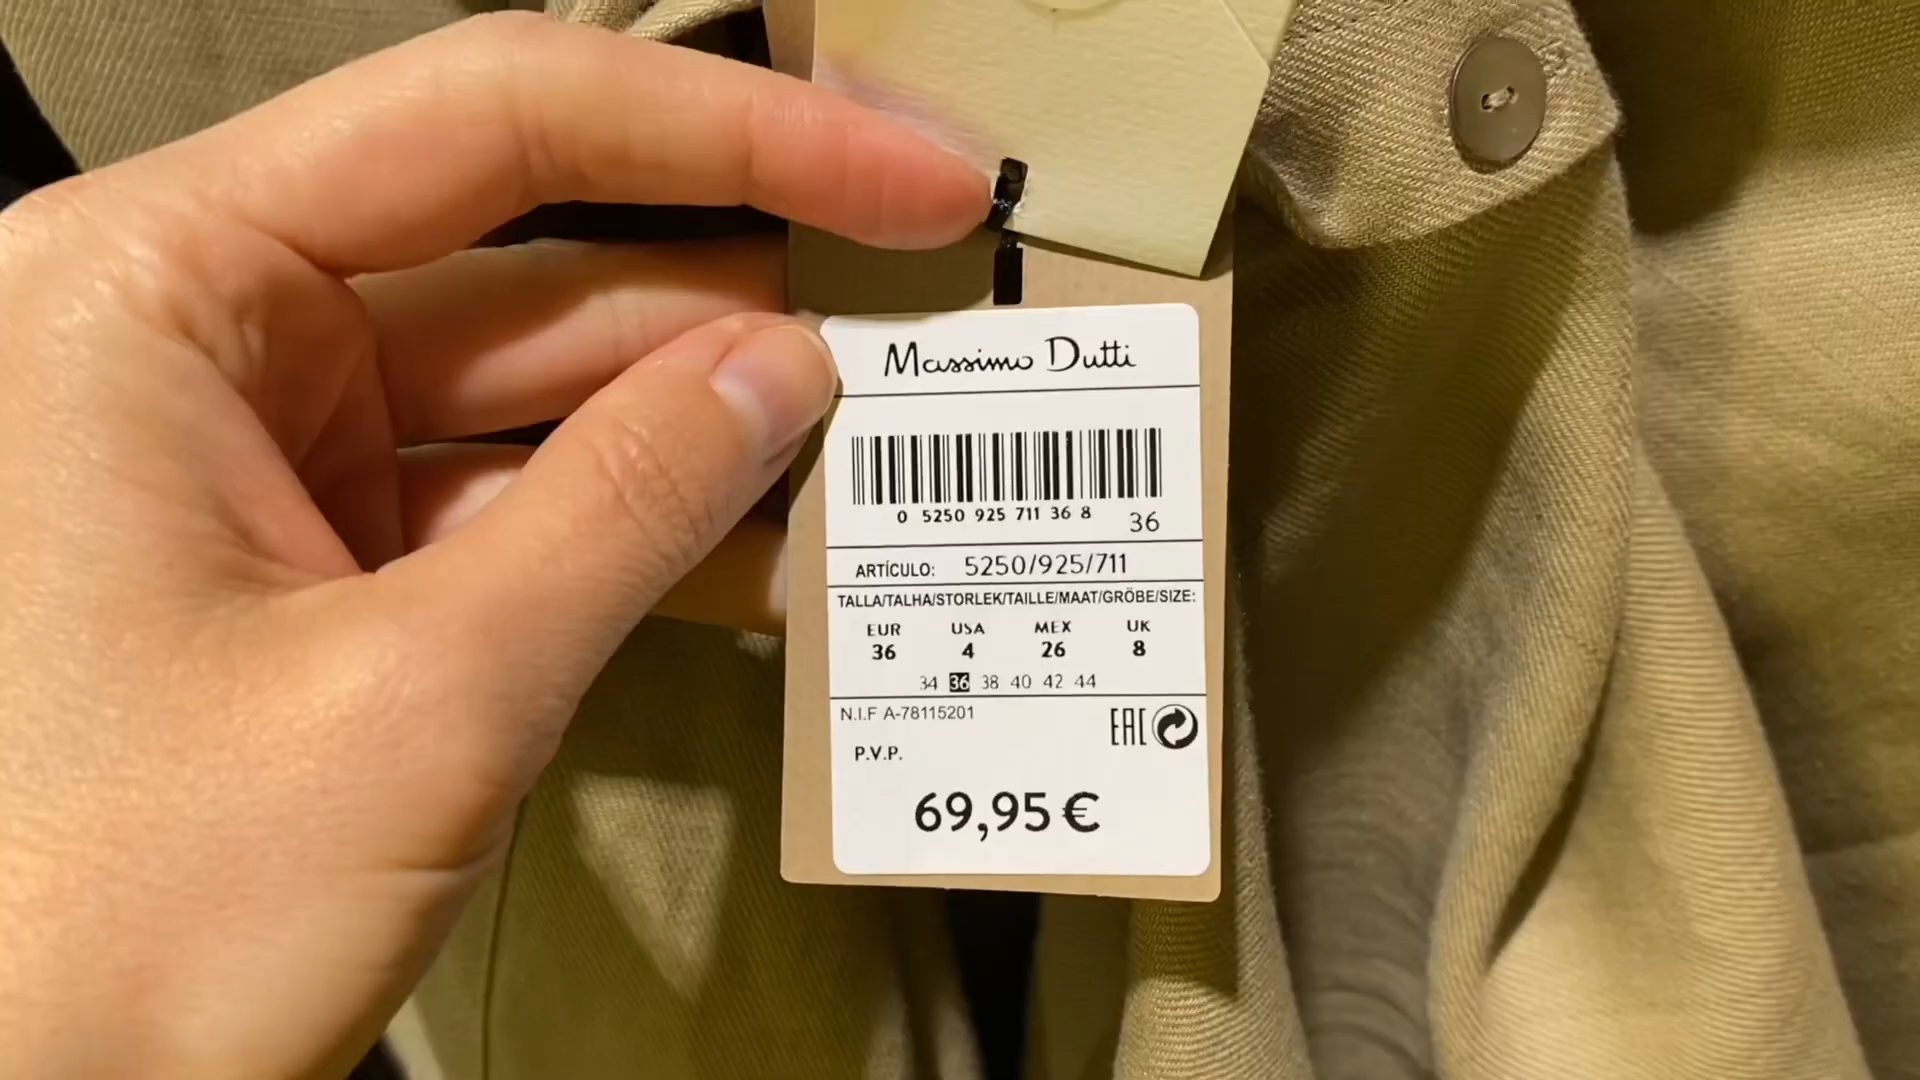 Massimo Dutti
0 5250 925 711 36 8 36
ARTÍCULO: 5250/925/711
TALLA/TALHA/STORLEK/TAILLE/MAAT/GRÖBE/SIZE:
EUR USA MEX UK
36 4 26 8
34 36 38 40 42 44
N.I.F A-78115201
EAC
P.V.P.
69,95 €